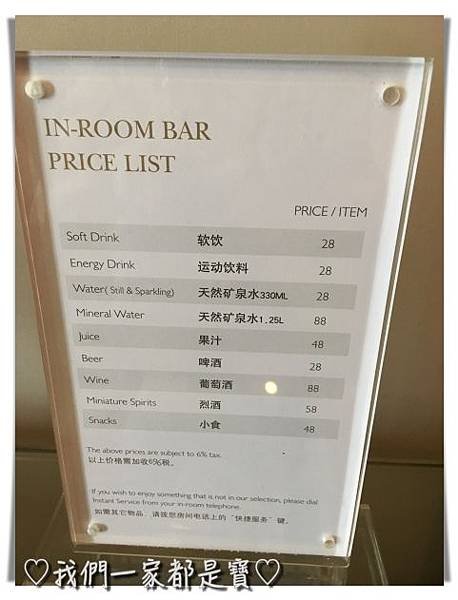 IN-ROOM BAR
PRICE LIST
PRICE / ITEM
Soft Drink 软饮 28
Energy Drink 运动饮料 28
Water( Still & Sparkling) 天然矿泉水330ML 28
Mineral Water 天然矿泉水1.25L 88
Juice 果汁 48
Beer 啤酒 28
Wine 葡萄酒 88
Miniature Spirits 烈酒 58
Snacks 小食 48
The above prices are subject to 6% tax.
以上价格需加收6%税。
If you wish to enjoy something that is not in our selection, please dial
Instant Service from your in-room telephone.
如需其它物品，请拨您房间电话上的“快捷服务”键。
♡我們一家都是寶♡